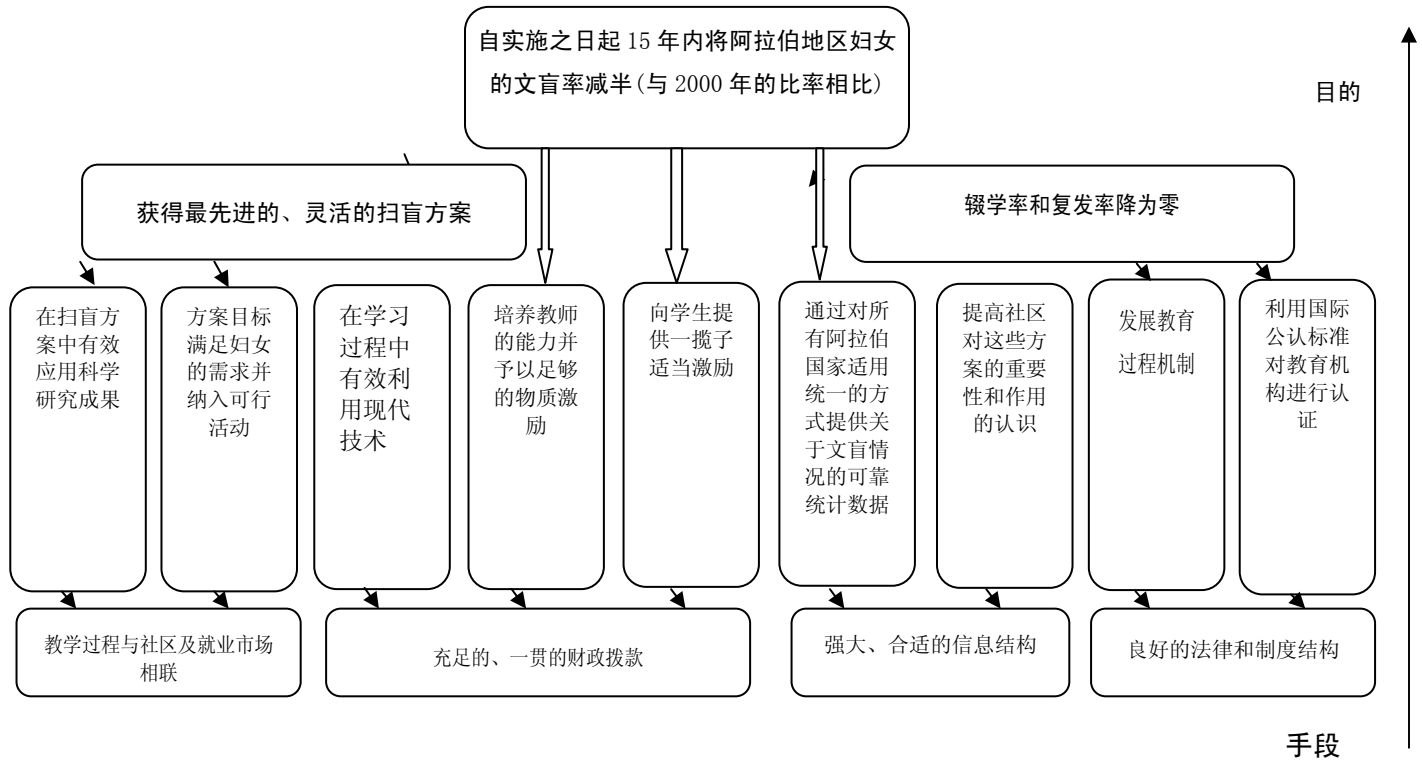 自实施之日起 15 年内将阿拉伯地区妇女
的文盲率减半(与 2000 年的比率相比)
目的
获得最先进的、灵活的扫盲方案
辍学率和复发率降为零
在扫盲方
案中有效
应用科学
研究成果
方案目标
满足妇女
的需求并
纳入可行
活动
在学习
过程中
有效利
用现代
技术
培养教师
的能力并
予以足够
的物质激
励
向学生提
供一揽子
适当激励
通过对所
有阿拉伯
国家适用
统一的方
式提供关
于文盲情
况的可靠
统计数据
提高社区
对这些方
案的重要
性和作用
的认识
发展教育
过程机制
利用国际
公认标准
对教育机
构进行认
证
教学过程与社区及就业市场
相联
充足的、一贯的财政拨款
强大、合适的信息结构
良好的法律和制度结构
手段